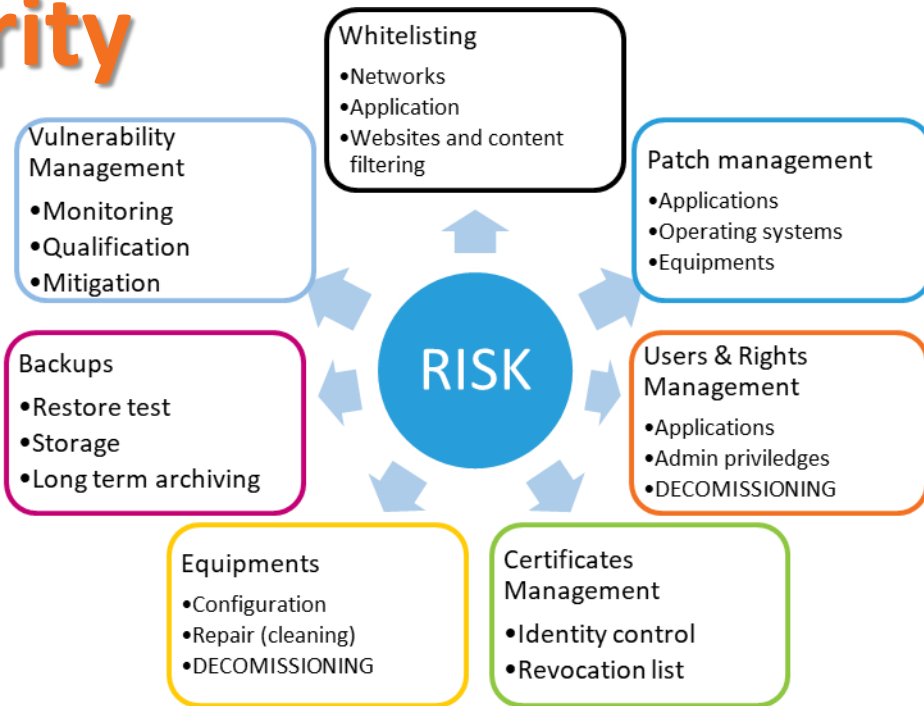 rity
Whitelisting
•Networks
•Application
•Websites and content
filtering
Vulnerability
Management
•Monitoring
•Qualification
•Mitigation
Patch management
•Applications
•Operating systems
•Equipments
RISK
Backups
•Restore test
•Storage
•Long term archiving
Users & Rights
Management
•Applications
•Admin priviledges
•DECOMISSIONING
Equipments
•Configuration
•Repair (cleaning)
•DECOMISSIONING
Certificates
Management
•Identity control
•Revocation list